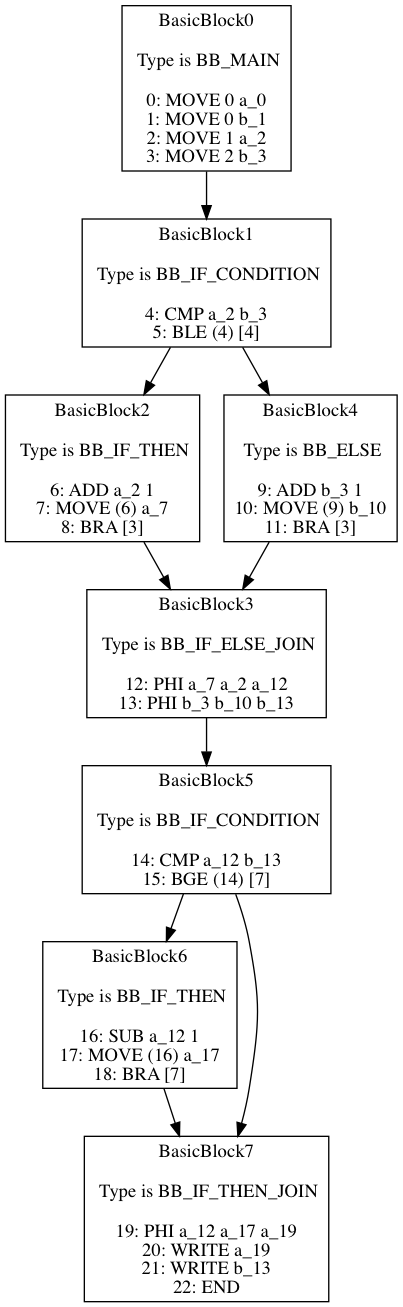 BasicBlock0
Type is BB_MAIN
0: MOVE 0 a_0
1: MOVE 0 b_1
2: MOVE 1 a_2
3: MOVE 2 b_3
BasicBlock1
Type is BB_IF_CONDITION
4: CMP a_2 b_3
5: BLE (4) [4]
BasicBlock2
Type is BB_IF_THEN
6: ADD a_2 1
7: MOVE (6) a_7
8: BRA [3]
BasicBlock4
Type is BB_ELSE
9: ADD b_3 1
10: MOVE (9) b_10
11: BRA [3]
BasicBlock3
Type is BB_IF_ELSE_JOIN
12: PHI a_7 a_2 a_12
13: PHI b_3 b_10 b_13
BasicBlock5
Type is BB_IF_CONDITION
14: CMP a_12 b_13
15: BGE (14) [7]
BasicBlock6
Type is BB_IF_THEN
16: SUB a_12 1
17: MOVE (16) a_17
18: BRA [7]
BasicBlock7
Type is BB_IF_THEN_JOIN
19: PHI a_12 a_17 a_19
20: WRITE a_19
21: WRITE b_13
22: END